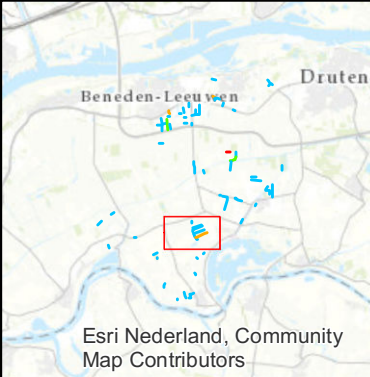 Druten
Beneden-Leeuwen
Esri Nederland, Community
Map Contributors